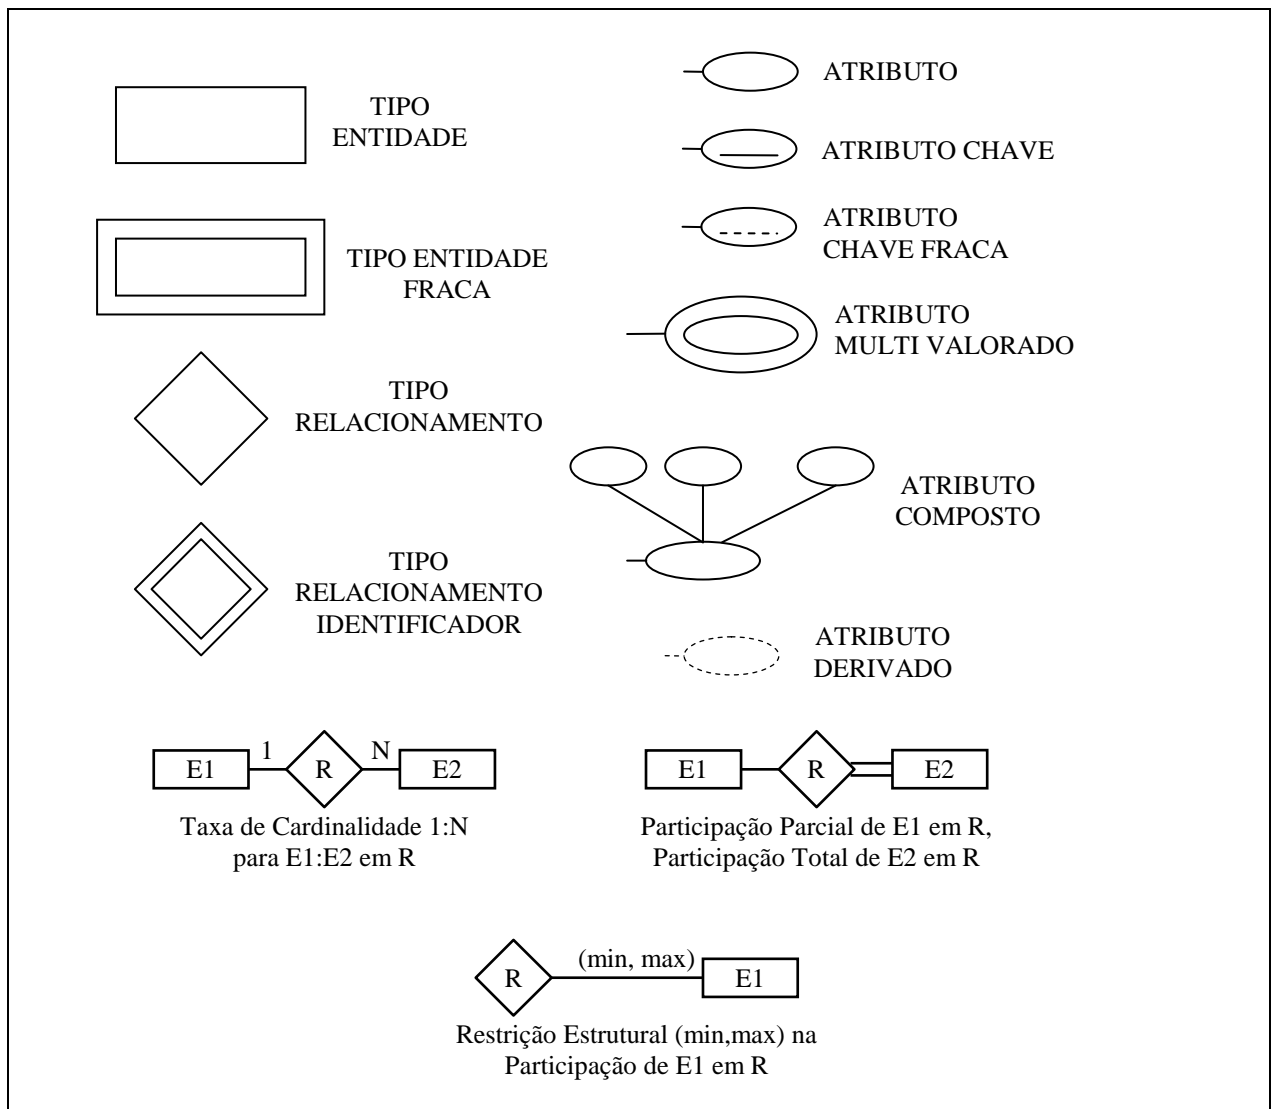 TIPO
ENTIDADE
TIPO ENTIDADE
FRACA
TIPO
RELACIONAMENTO
TIPO
RELACIONAMENTO
IDENTIFICADOR
ATRIBUTO
ATRIBUTO CHAVE
ATRIBUTO
CHAVE FRACA
ATRIBUTO
MULTI VALORADO
ATRIBUTO
COMPOSTO
ATRIBUTO
DERIVADO
E1 1 R N E2
Taxa de Cardinalidade 1:N
para E1:E2 em R
E1 R E2
Participação Parcial de E1 em R,
Participação Total de E2 em R
R (min, max) E1
Restrição Estrutural (min,max) na
Participação de E1 em R